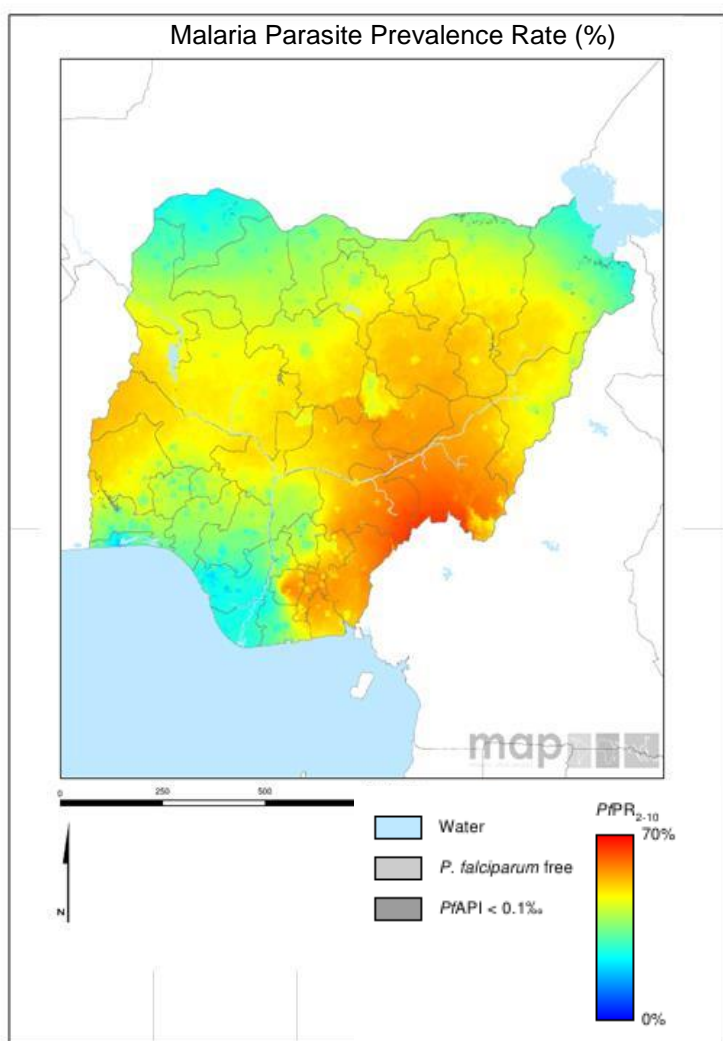 Malaria Parasite Prevalence Rate (%)
map
0 250 500
N
Water
P. falciparum free
PfAPI < 0.1‰
PfPR2-10
70%
0%